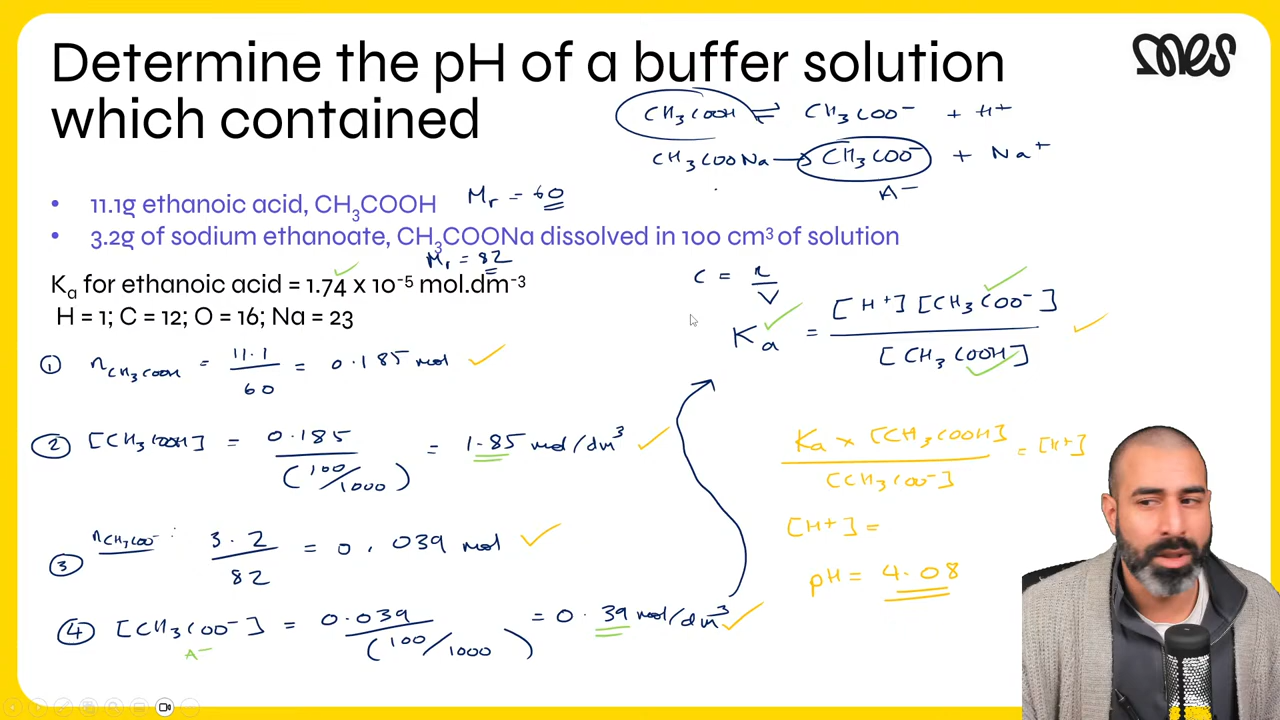 Determine the pH of a buffer solution
which contained
mes
CH₃COOH ⇌ CH₃COO⁻ + H⁺
CH₃COONa → CH₃COO⁻ + Na⁺
A⁻
• 11.1g ethanoic acid, CH₃COOH Mr = 60
• 3.2g of sodium ethanoate, CH₃COONa dissolved in 100 cm³ of solution
Mr = 82
Kₐ for ethanoic acid = 1.74 x 10⁻⁵ mol.dm⁻³
H = 1; C = 12; O = 16; Na = 23
C = n / V
Ka = [H⁺][CH₃COO⁻] / [CH₃COOH]
① nCH₃COOH = 11.1 / 60 = 0.185 mol
② [CH₃COOH] = 0.185 / (100/1000) = 1.85 mol/dm³
③ nCH₃COO⁻ : 3.2 / 82 = 0.039 mol
④ [CH₃COO⁻] = 0.039 / (100/1000) = 0.39 mol/dm³
A⁻
Ka × [CH₃COOH] / [CH₃COO⁻] = [H⁺]
[H⁺] =
pH = 4.08